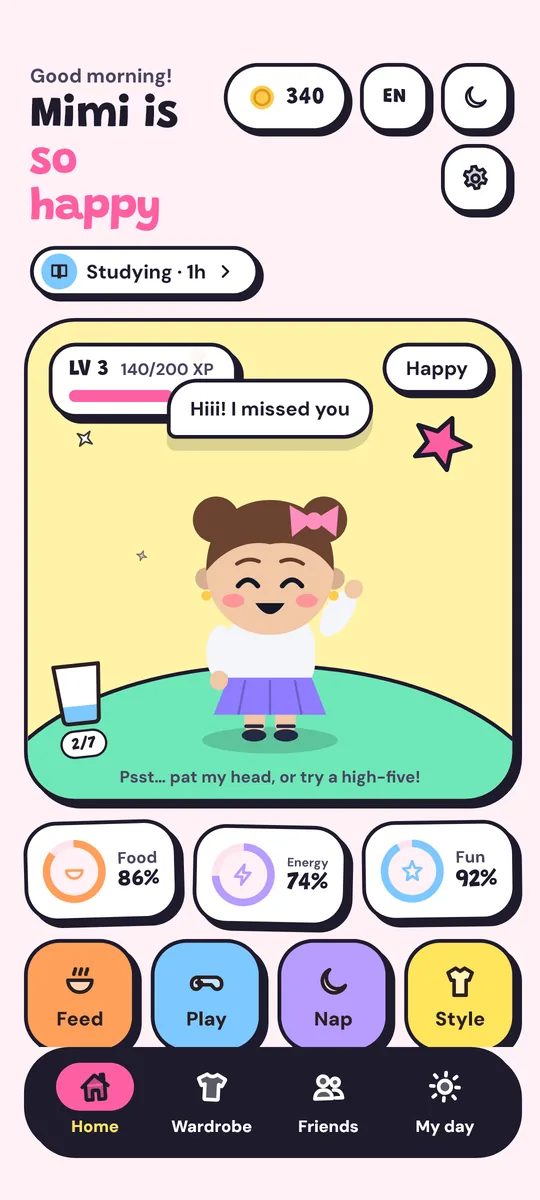 Good morning!
Mimi is
so
happy
340
EN
Studying · 1h
LV 3 140/200 XP
Happy
Hiii! I missed you
2/7
Psst... pat my head, or try a high-five!
Food
86%
Energy
74%
Fun
92%
Feed
Play
Nap
Style
Home
Wardrobe
Friends
My day